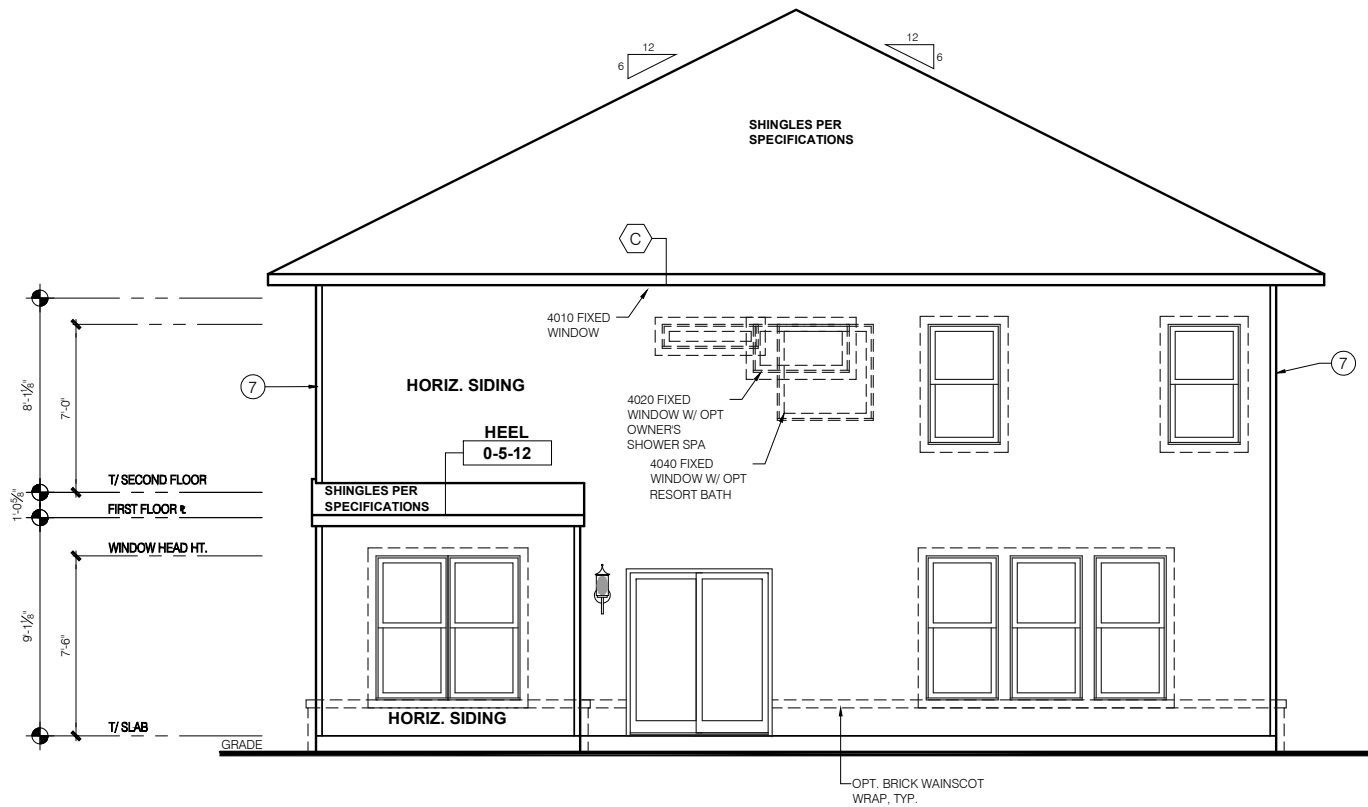 12
6
12
6
SHINGLES PER
SPECIFICATIONS
C
4010 FIXED
WINDOW
7
7
HORIZ. SIDING
8'-1⅛"
7'-0"
4020 FIXED
WINDOW W/ OPT
OWNER'S
SHOWER SPA
HEEL
0-5-12
4040 FIXED
WINDOW W/ OPT
RESORT BATH
T/ SECOND FLOOR
SHINGLES PER
SPECIFICATIONS
1'-0⅝"
FIRST FLOOR ⅊
WINDOW HEAD HT.
9'-1⅛"
7'-6"
HORIZ. SIDING
T/ SLAB
GRADE
OPT. BRICK WAINSCOT
WRAP, TYP.